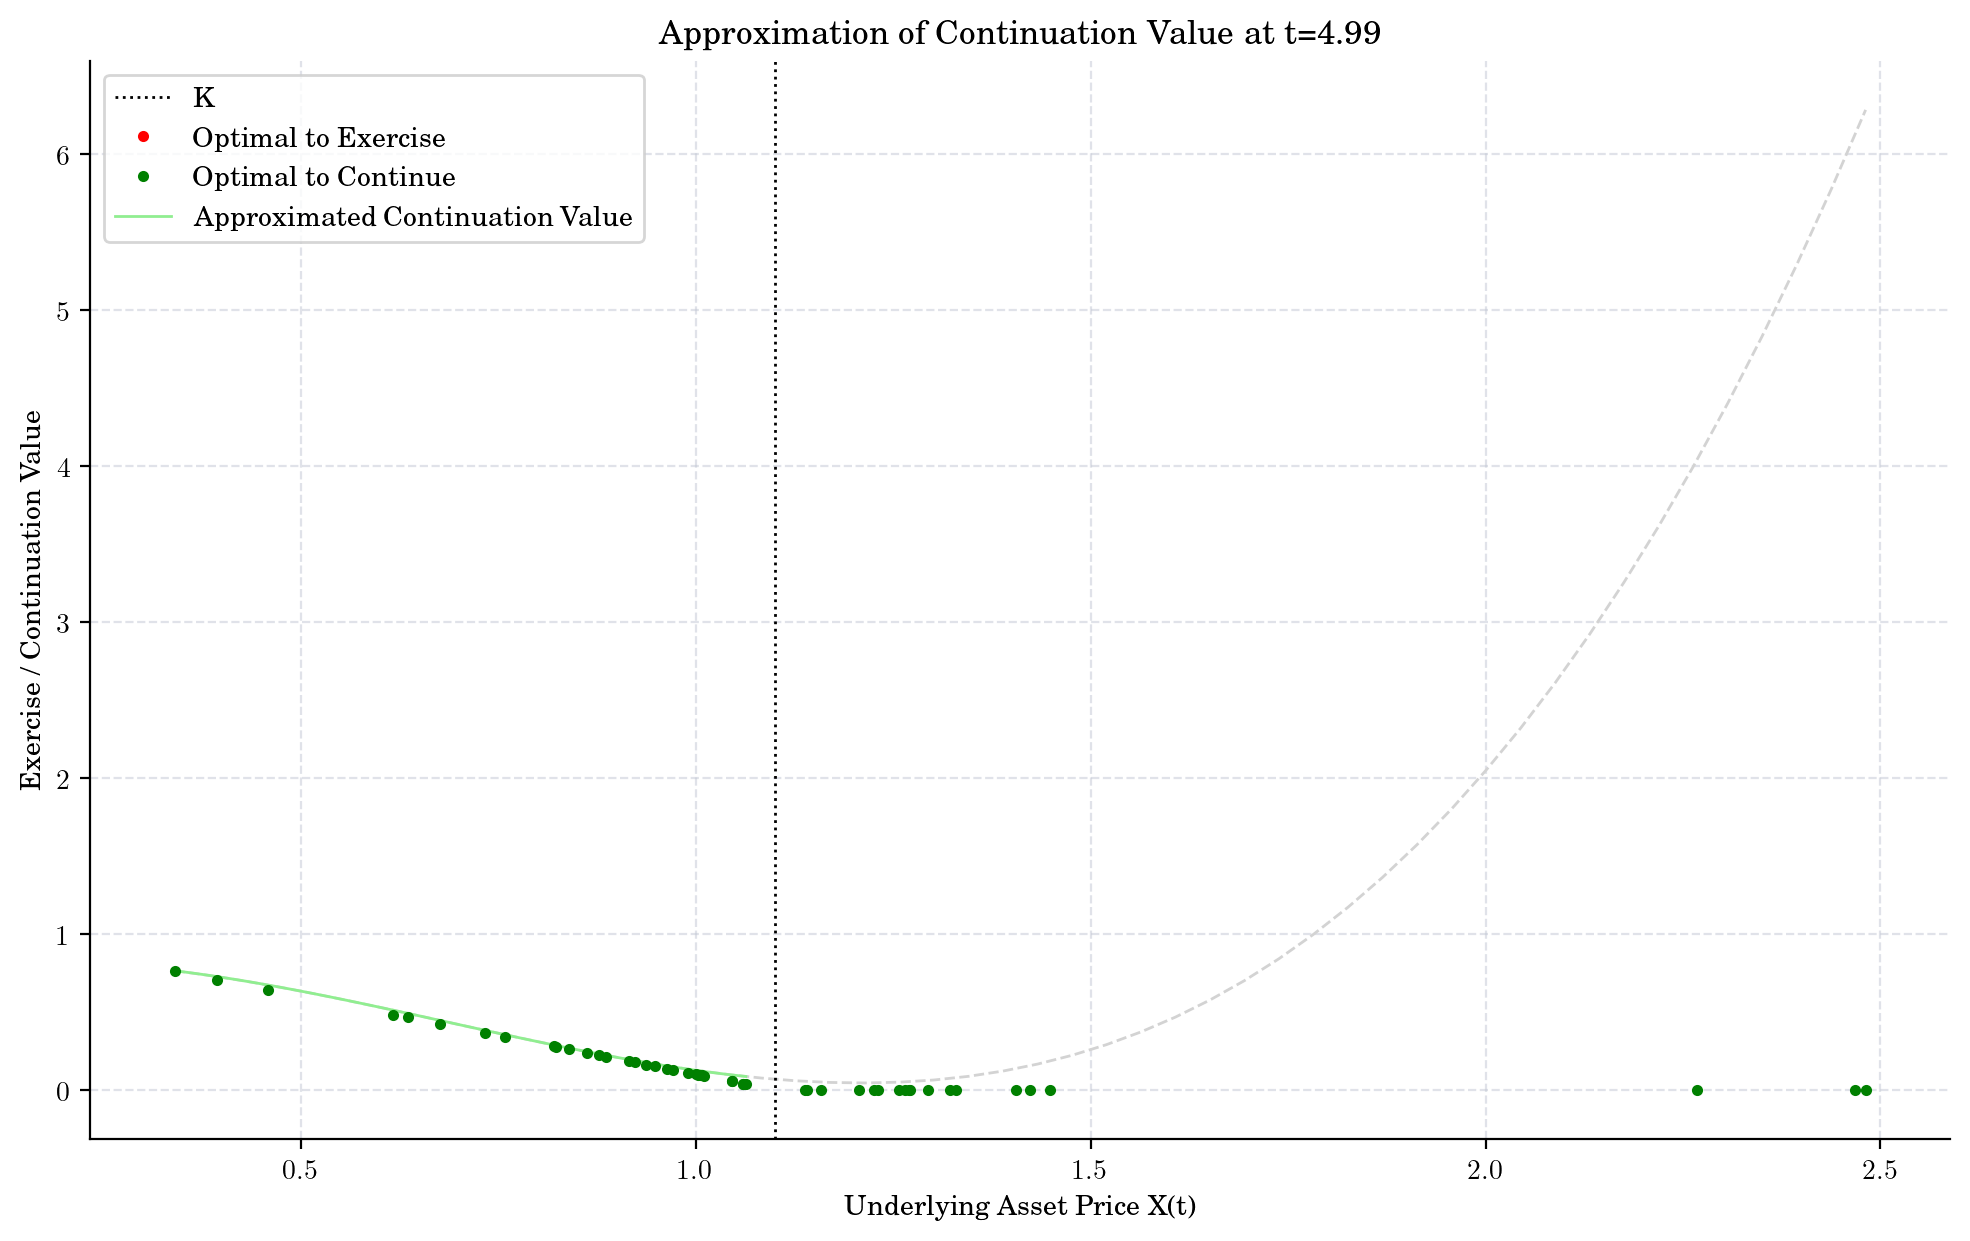 Approximation of Continuation Value at t=4.99
K
Optimal to Exercise
Optimal to Continue
Approximated Continuation Value
Exercise / Continuation Value
6
5
4
3
2
1
0
0.5 1.0 1.5 2.0 2.5
Underlying Asset Price X(t)